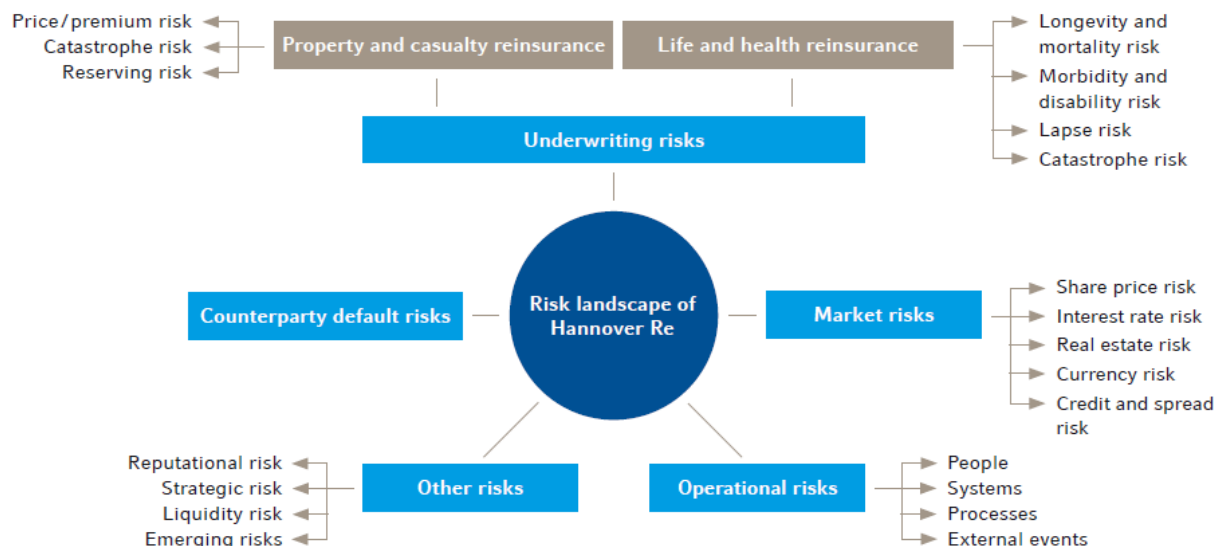 Price/premium risk
Catastrophe risk
Reserving risk
Property and casualty reinsurance
Life and health reinsurance
Longevity and
mortality risk
Morbidity and
disability risk
Lapse risk
Catastrophe risk
Underwriting risks
Counterparty default risks
Risk landscape of
Hannover Re
Market risks
Share price risk
Interest rate risk
Real estate risk
Currency risk
Credit and spread
risk
Reputational risk
Strategic risk
Liquidity risk
Emerging risks
Other risks
Operational risks
People
Systems
Processes
External events